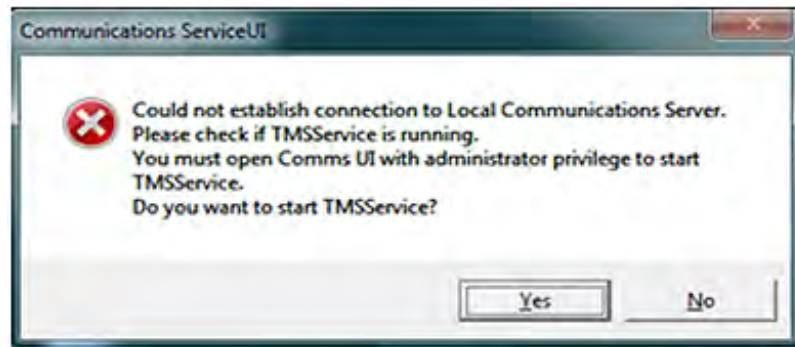 Communications ServiceUI
Could not establish connection to Local Communications Server.
Please check if TMSService is running.
You must open Comms UI with administrator privilege to start
TMSService.
Do you want to start TMSService?
Yes
No